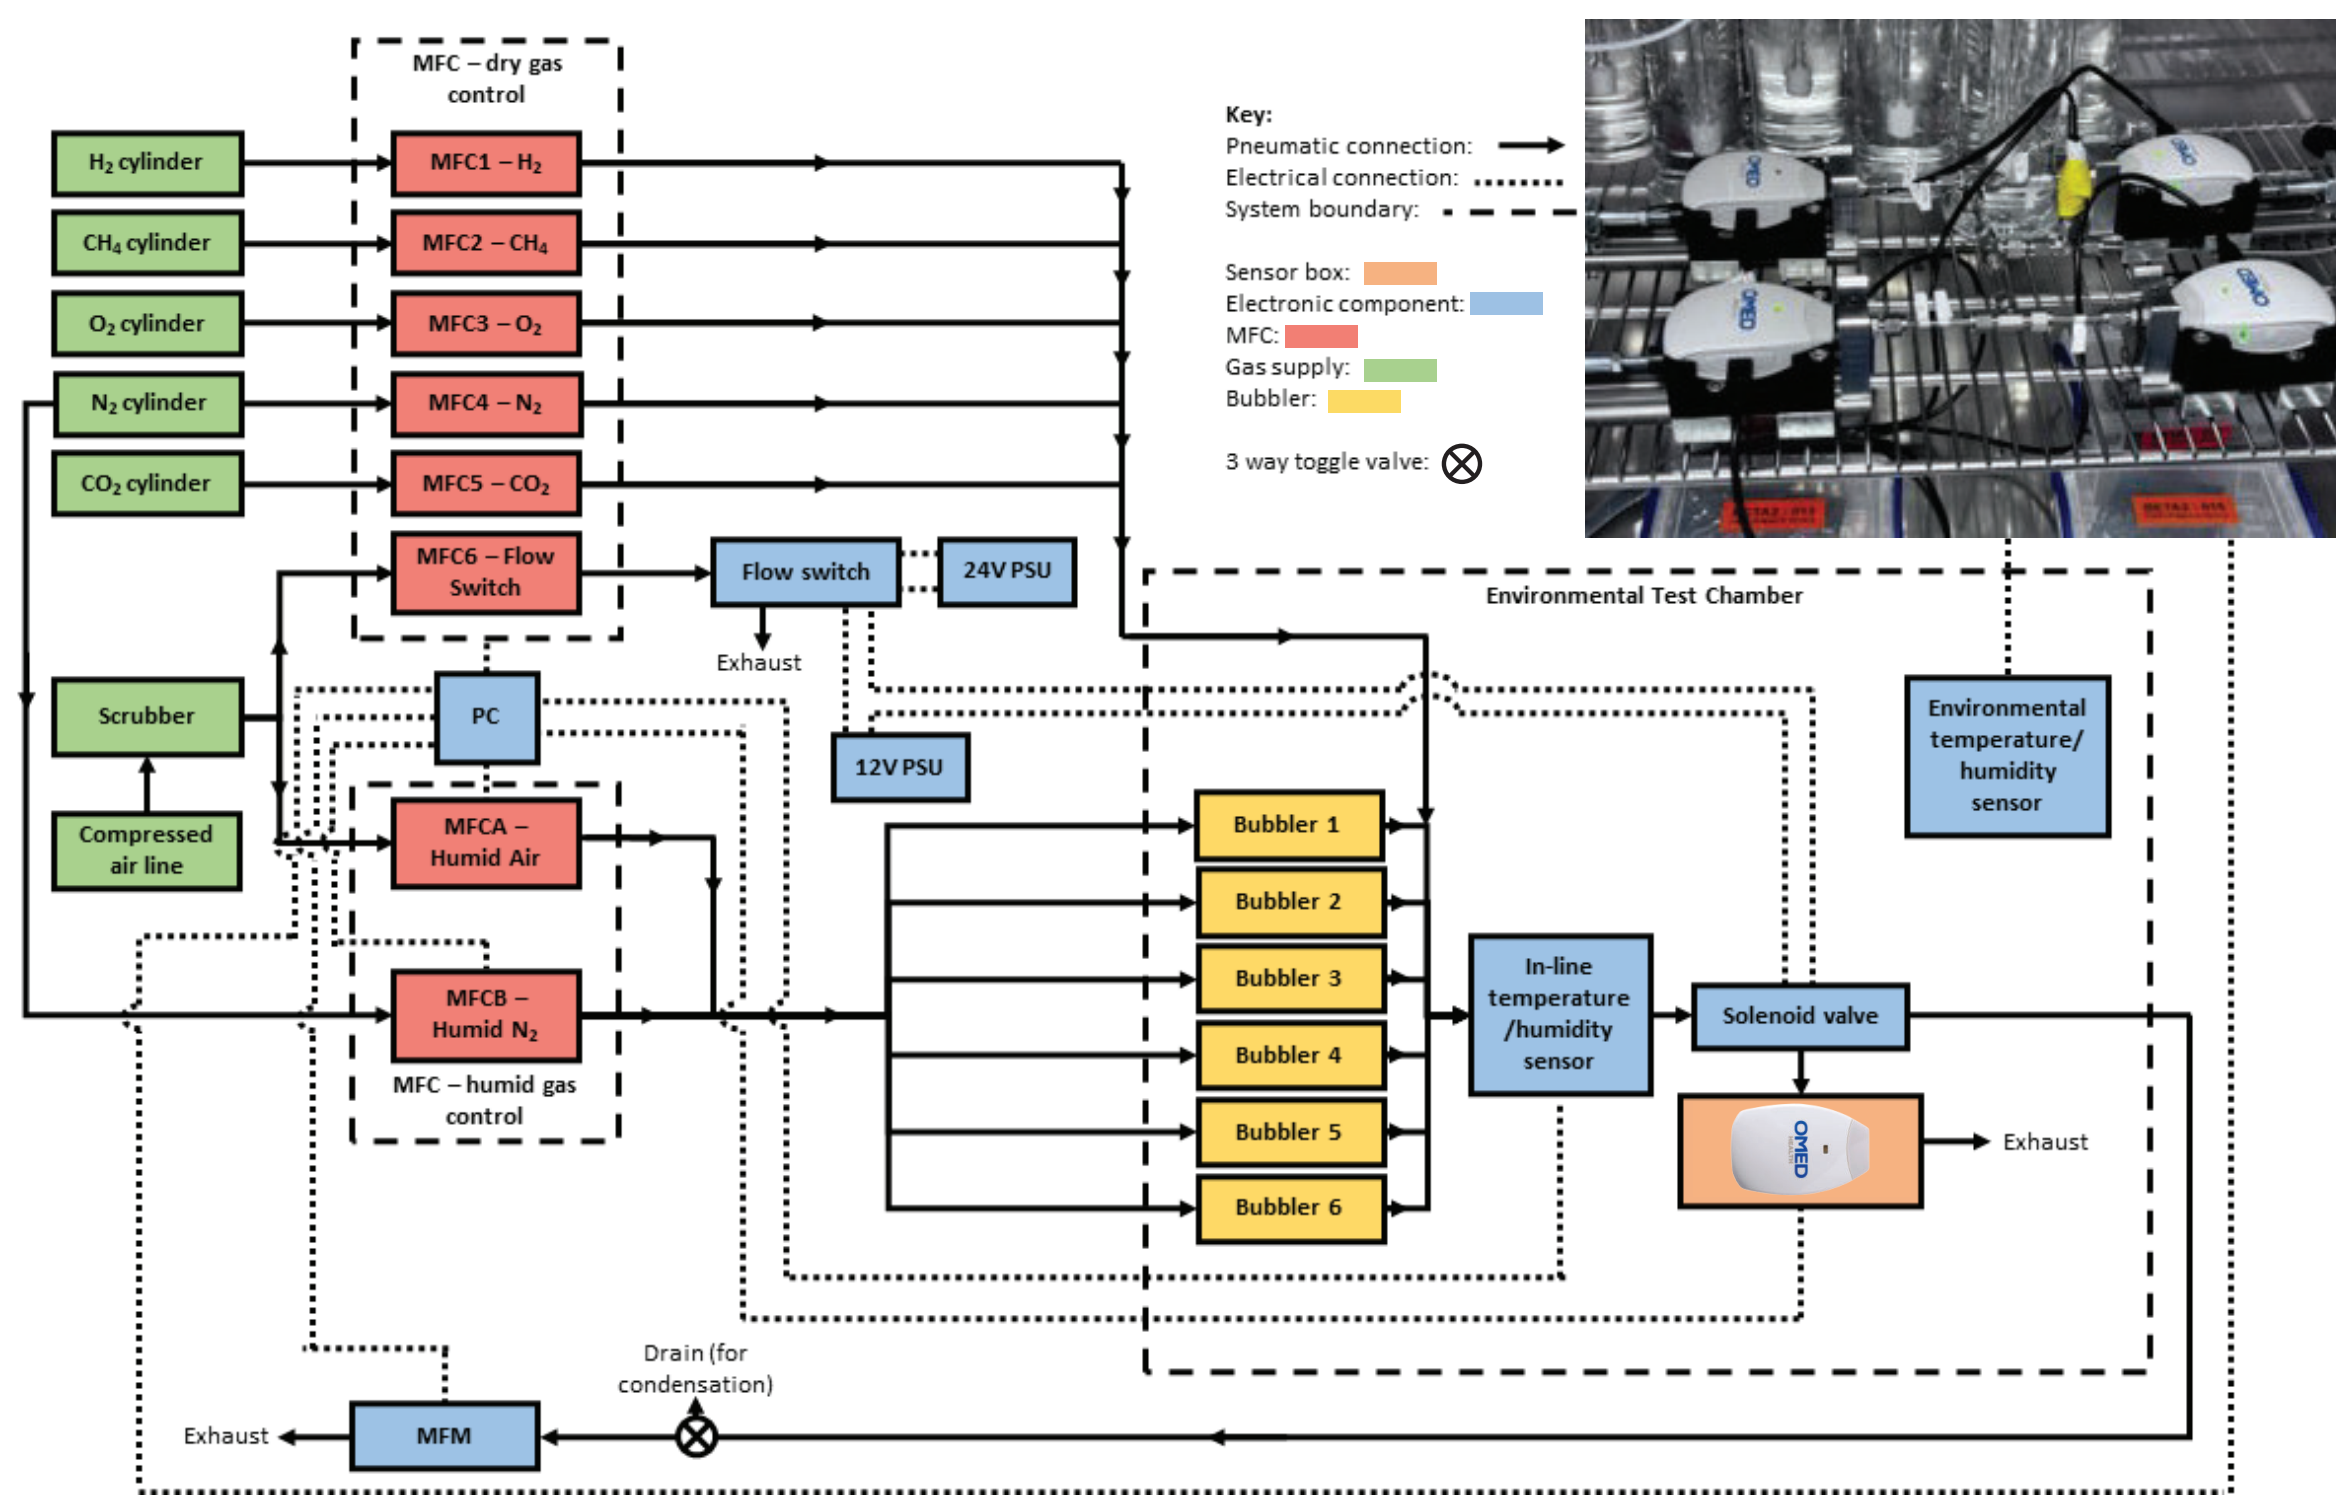 MFC – dry gas
control
H₂ cylinder
MFC1 – H₂
CH₄ cylinder
MFC2 – CH₄
O₂ cylinder
MFC3 – O₂
N₂ cylinder
MFC4 – N₂
CO₂ cylinder
MFC5 – CO₂
MFC6 – Flow
Switch
Flow switch
24V PSU
Exhaust
Scrubber
PC
12V PSU
Compressed
air line
MFCA –
Humid Air
MFCB –
Humid N₂
MFC – humid gas
control
Key:
Pneumatic connection:
Electrical connection:
System boundary:
Sensor box:
Electronic component:
MFC:
Gas supply:
Bubbler:
3 way toggle valve:
OMED
OMED
OMED
OMED
Environmental Test Chamber
Environmental
temperature/
humidity
sensor
Bubbler 1
Bubbler 2
Bubbler 3
Bubbler 4
Bubbler 5
Bubbler 6
In-line
temperature
/humidity
sensor
Solenoid valve
OMED
HEALTH
Exhaust
Drain (for
condensation)
Exhaust
MFM